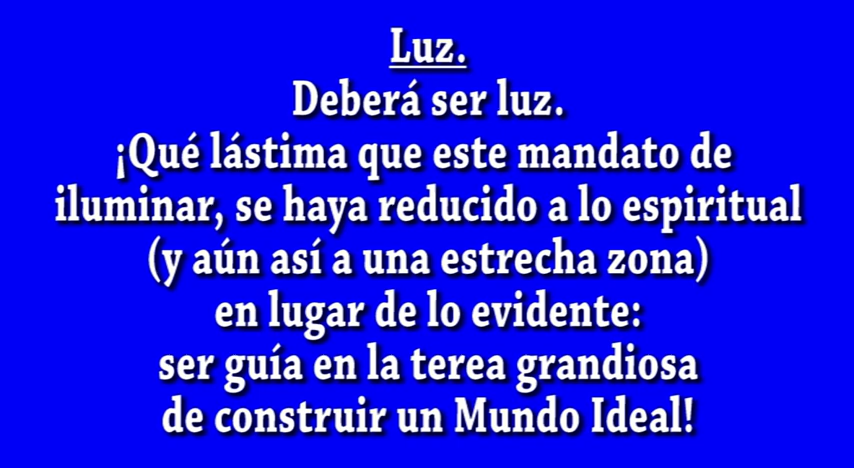 Luz.
Deberá ser luz.
¡Qué lástima que este mandato de
iluminar, se haya reducido a lo espiritual
(y aún así a una estrecha zona)
en lugar de lo evidente:
ser guía en la terea grandiosa
de construir un Mundo Ideal!